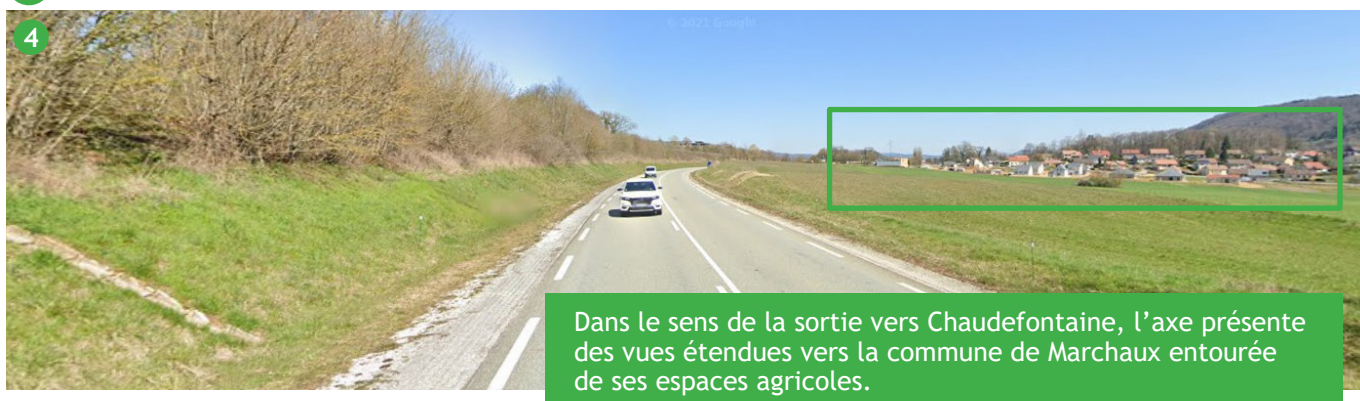 4
© 2021 Google
Dans le sens de la sortie vers Chaudefontaine, l’axe présente
des vues étendues vers la commune de Marchaux entourée
de ses espaces agricoles.